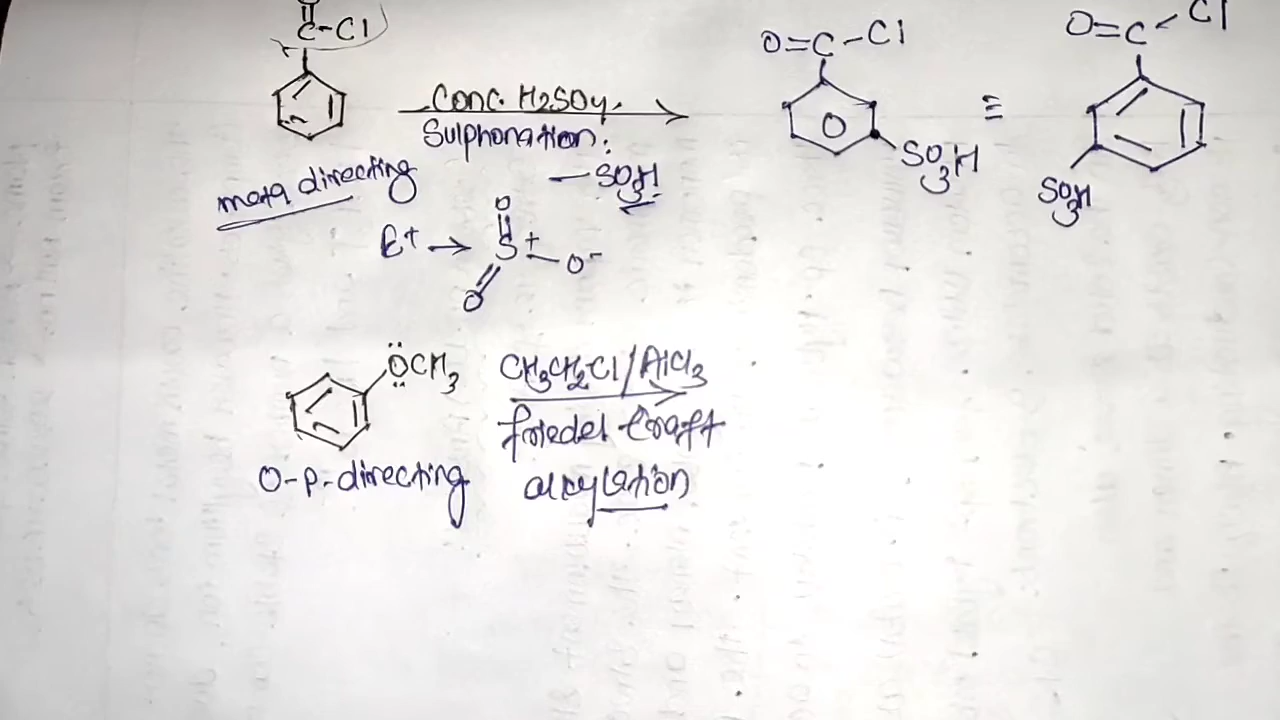 O
C-Cl
Conc. H2SO4.
Sulphonation:
meta directing
-SO3H
E+ → O=S+-O-
O
O=C-Cl
O
SO3H
≡
O=C-Cl
SO3H
ÖCH3
CH3CH2Cl/AlCl3
friedel Craft
alkylation
O-p-directing